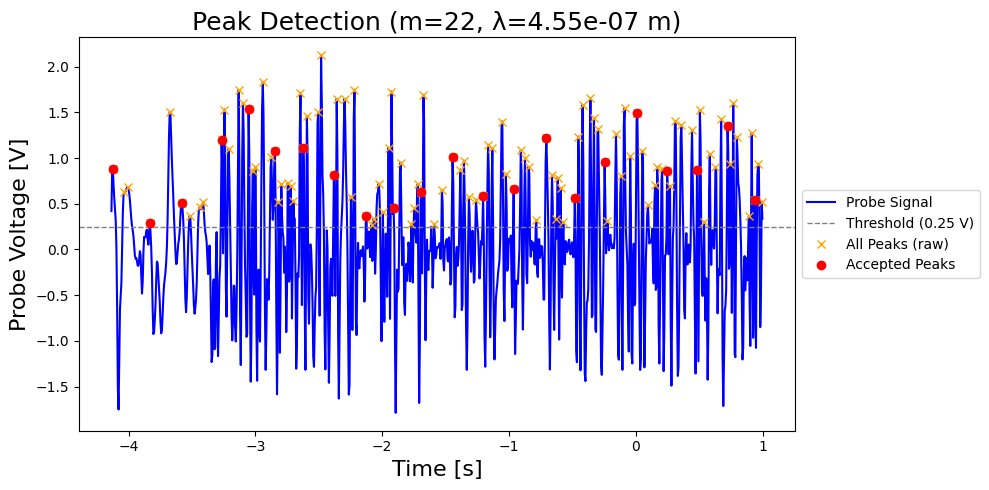 Peak Detection (m=22, λ=4.55e-07 m)
Probe Voltage [V]
2.0
1.5
1.0
0.5
0.0
−0.5
−1.0
−1.5
−4
−3
−2
−1
0
1
Time [s]
Probe Signal
Threshold (0.25 V)
All Peaks (raw)
Accepted Peaks